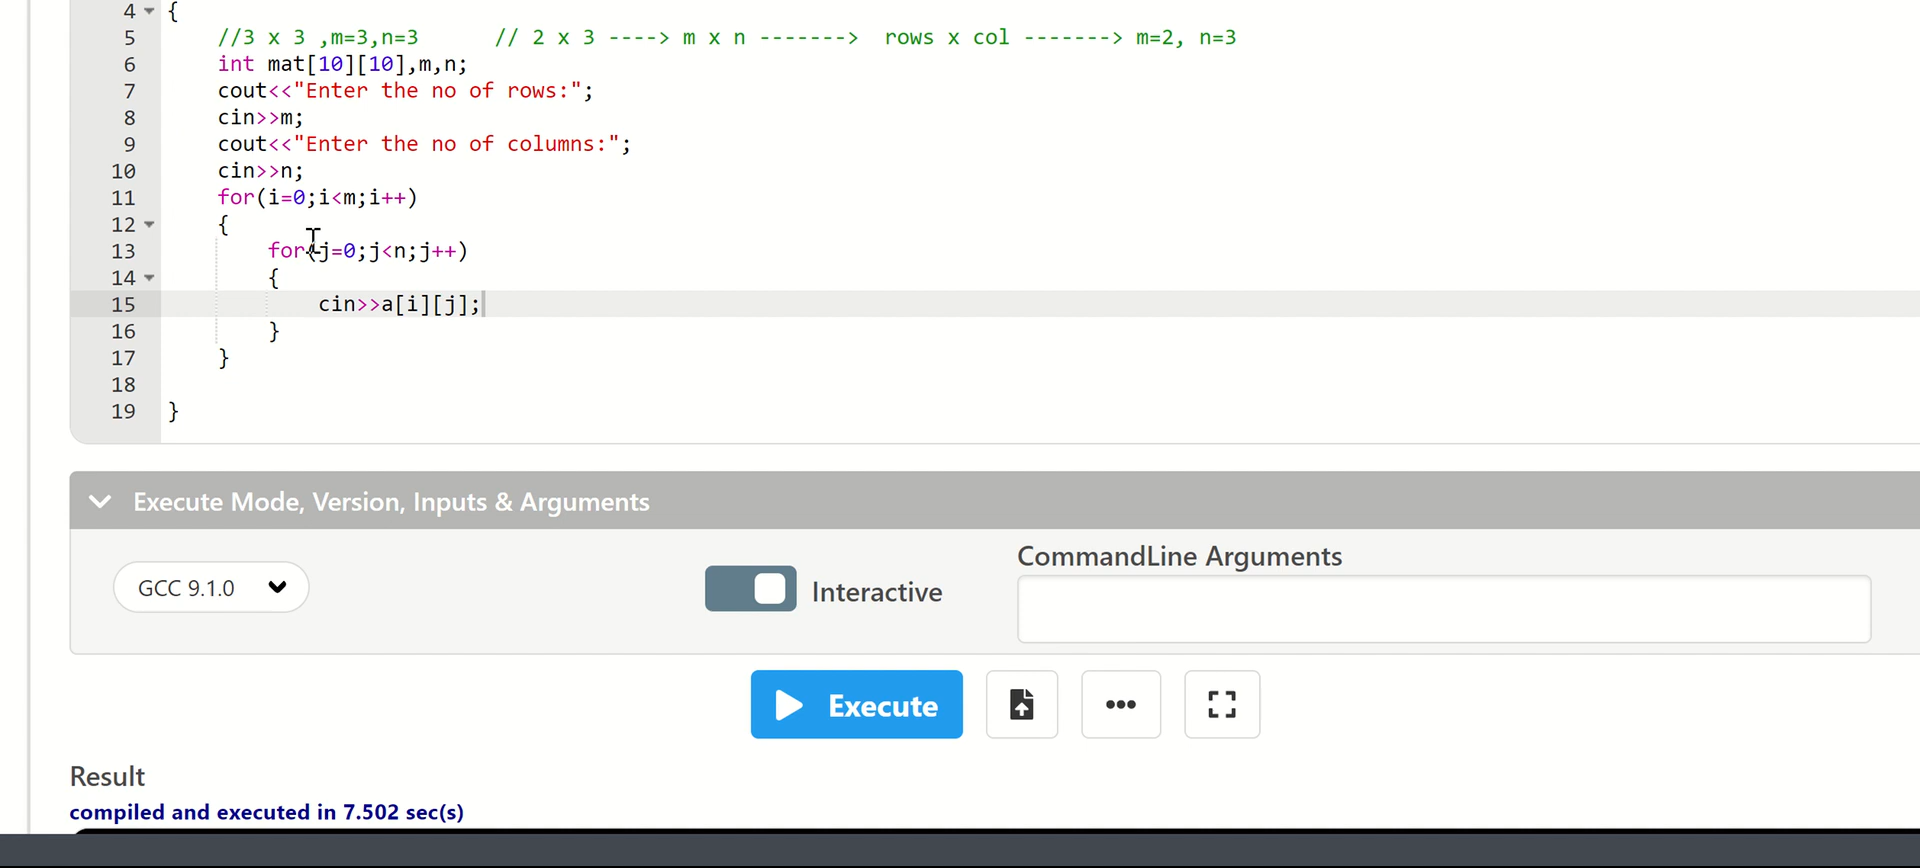 4 {
5 //3 x 3 ,m=3,n=3 // 2 x 3 ----> m x n -------> rows x col -------> m=2, n=3
6 int mat[10][10],m,n;
7 cout<<"Enter the no of rows:";
8 cin>>m;
9 cout<<"Enter the no of columns:";
10 cin>>n;
11 for(i=0;i<m;i++)
12 {
13 for(j=0;j<n;j++)
14 {
15 cin>>a[i][j];
16 }
17 }
18
19 }
Execute Mode, Version, Inputs & Arguments
CommandLine Arguments
GCC 9.1.0
Interactive
Execute
Result
compiled and executed in 7.502 sec(s)